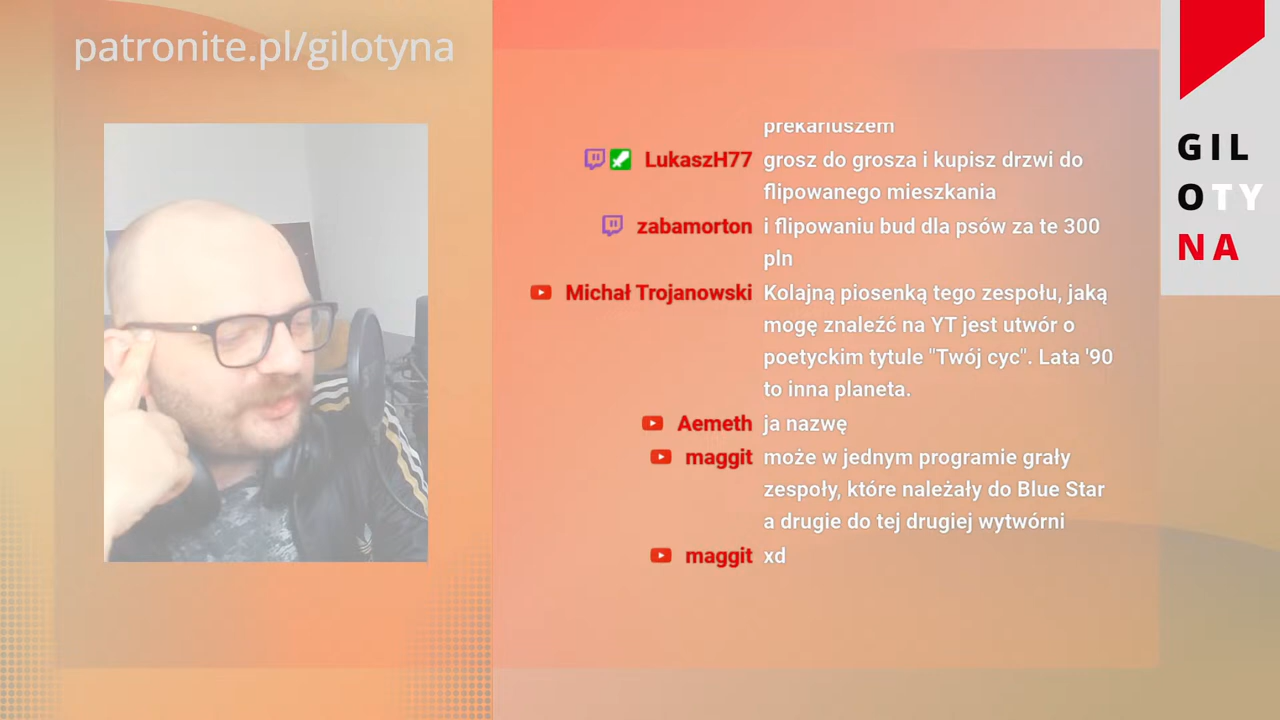 patronite.pl/gilotyna
prekariuszem
LukaszH77 grosz do grosza i kupisz drzwi do
flipowanego mieszkania
zabamorton i flipowaniu bud dla psów za te 300
pln
Michał Trojanowski Kolajną piosenką tego zespołu, jaką
mogę znaleźć na YT jest utwór o
poetyckim tytule "Twój cyc". Lata '90
to inna planeta.
Aemeth ja nazwę
maggit może w jednym programie grały
zespoły, które należały do Blue Star
a drugie do tej drugiej wytwórni
maggit xd
GIL
OTY
NA